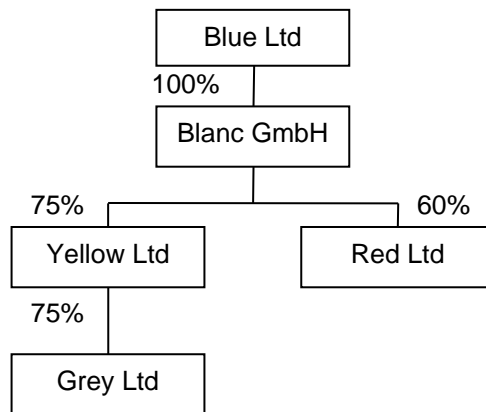 Blue Ltd
100%
Blanc GmbH
75%
60%
Yellow Ltd
Red Ltd
75%
Grey Ltd